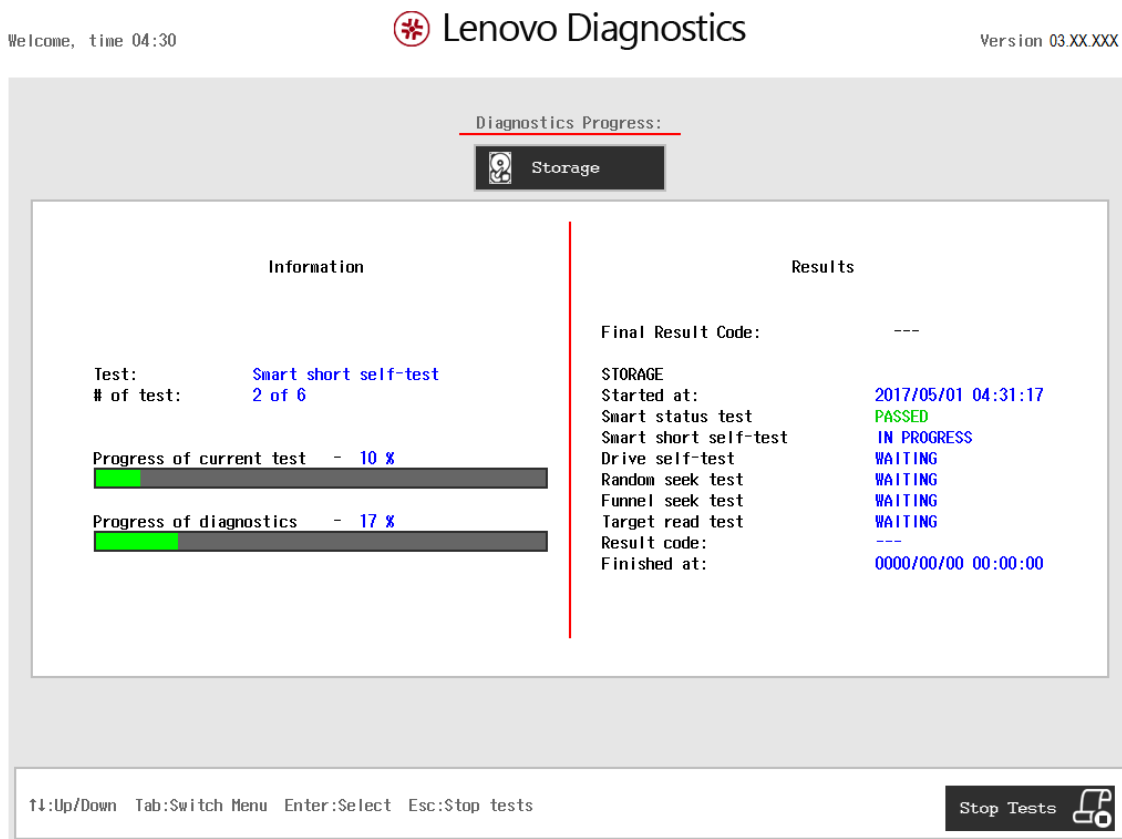 Welcome, time 04:30
Lenovo Diagnostics
Version 03.XX.XXX
Diagnostics Progress:
Storage
Information
Test: Smart short self-test
# of test: 2 of 6
Progress of current test - 10 %
Progress of diagnostics - 17 %
Results
Final Result Code: ---
STORAGE
Started at: 2017/05/01 04:31:17
Smart status test PASSED
Smart short self-test IN PROGRESS
Drive self-test WAITING
Random seek test WAITING
Funnel seek test WAITING
Target read test WAITING
Result code: ---
Finished at: 0000/00/00 00:00:00
↑↓:Up/Down Tab:Switch Menu Enter:Select Esc:Stop tests
Stop Tests